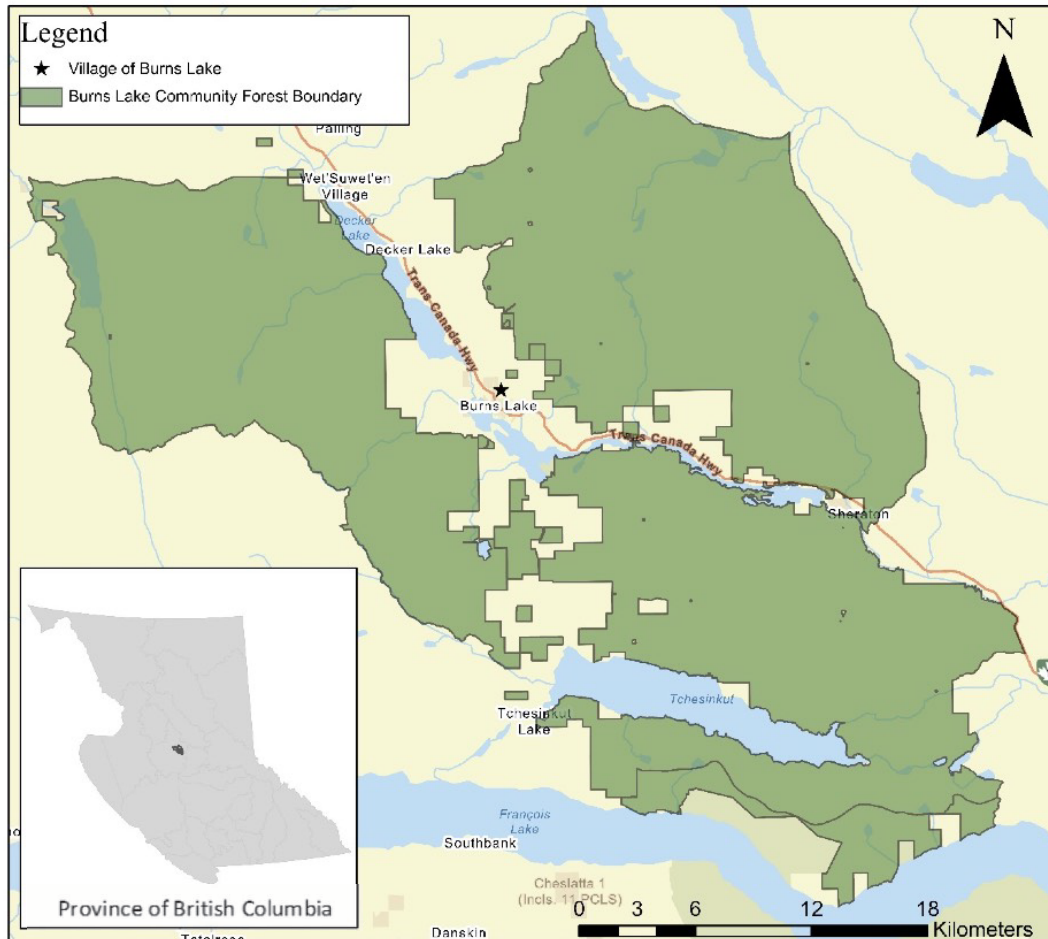 Legend
Village of Burns Lake
Burns Lake Community Forest Boundary
N
Palling
Wet'Suwet'en
Village
Decker
Lake
Decker Lake
Trans Canada Hwy
Burns Lake
Trans Canada Hwy
Sheraton
Tchesinkut
Tchesinkut
Lake
François
Lake
Southbank
Cheslatta 1
(Incls. 11 PCLS)
Danskin
Province of British Columbia
0 3 6 12 18
Kilometers